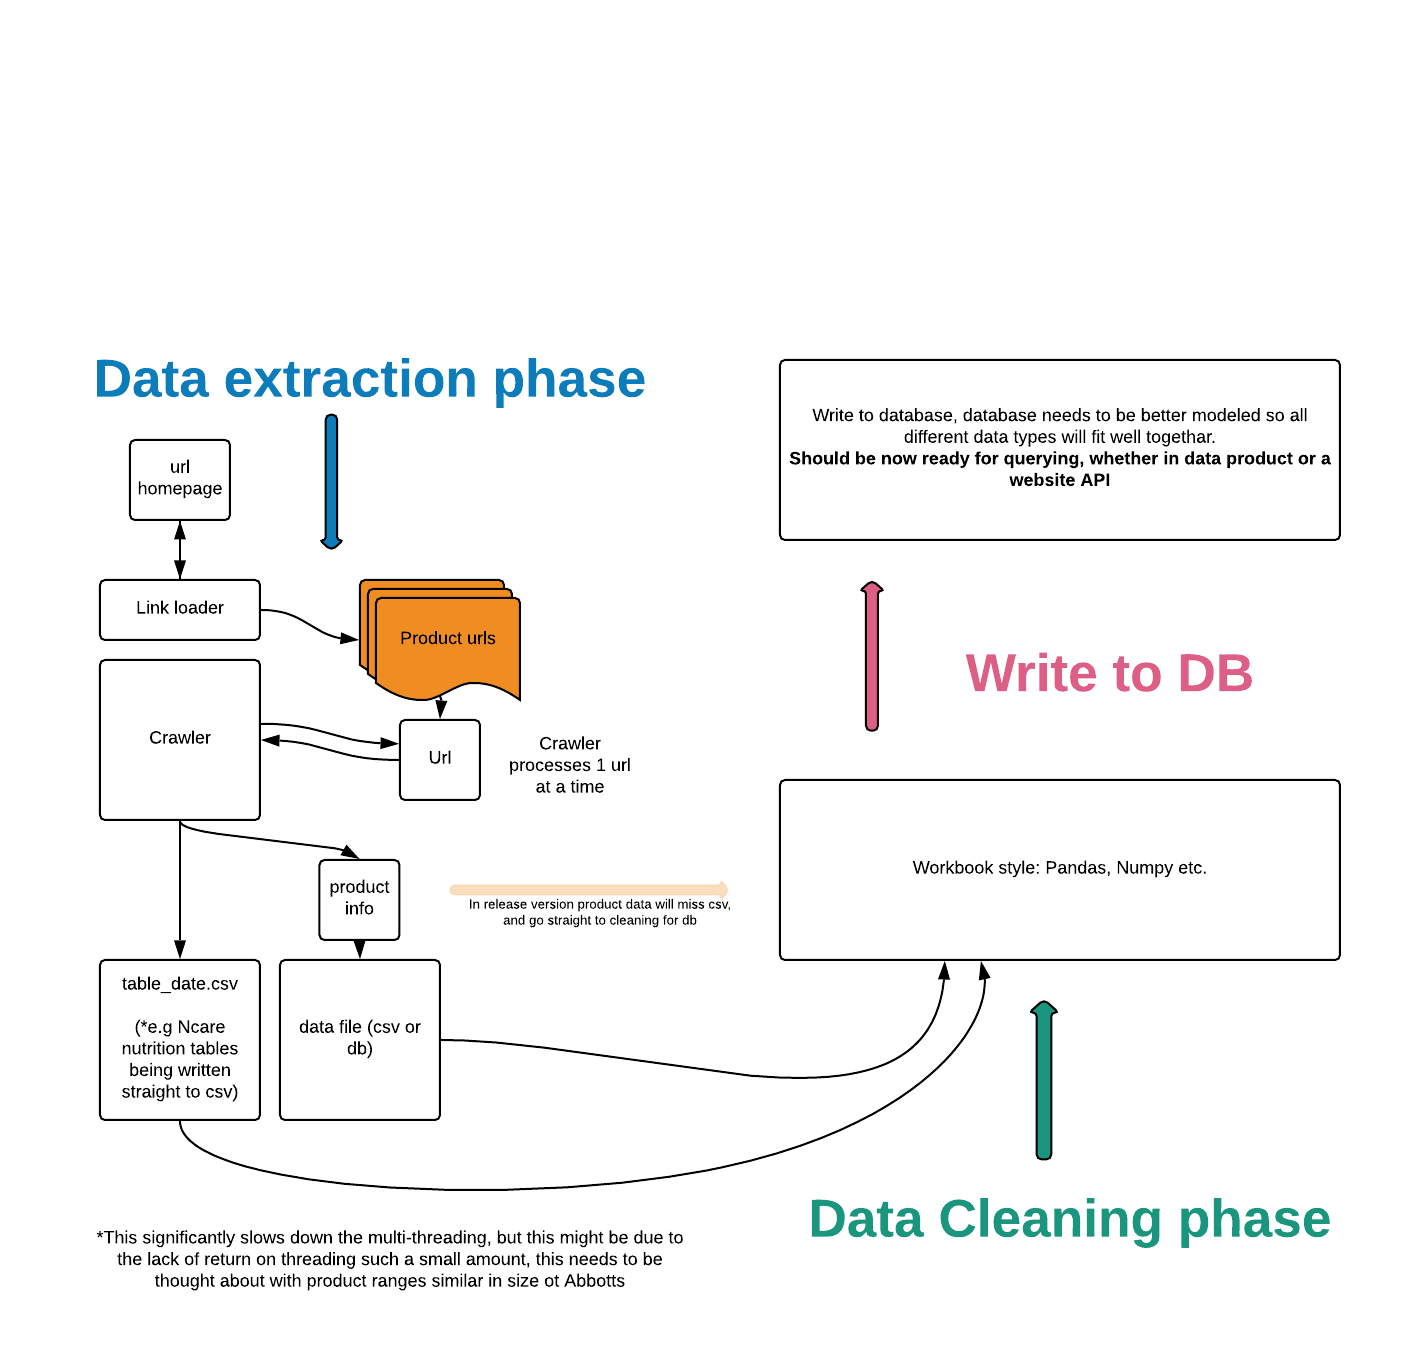 Data extraction phase
url
homepage
Link loader
Product urls
Crawler
Url
Crawler
processes 1 url
at a time
product
info
In release version product data will miss csv,
and go straight to cleaning for db
table_date.csv
(*e.g Ncare
nutrition tables
being written
straight to csv)
data file (csv or
db)
*This significantly slows down the multi-threading, but this might be due to
the lack of return on threading such a small amount, this needs to be
thought about with product ranges similar in size ot Abbotts
Write to database, database needs to be better modeled so all
different data types will fit well togethar.
Should be now ready for querying, whether in data product or a
website API
Write to DB
Workbook style: Pandas, Numpy etc.
Data Cleaning phase